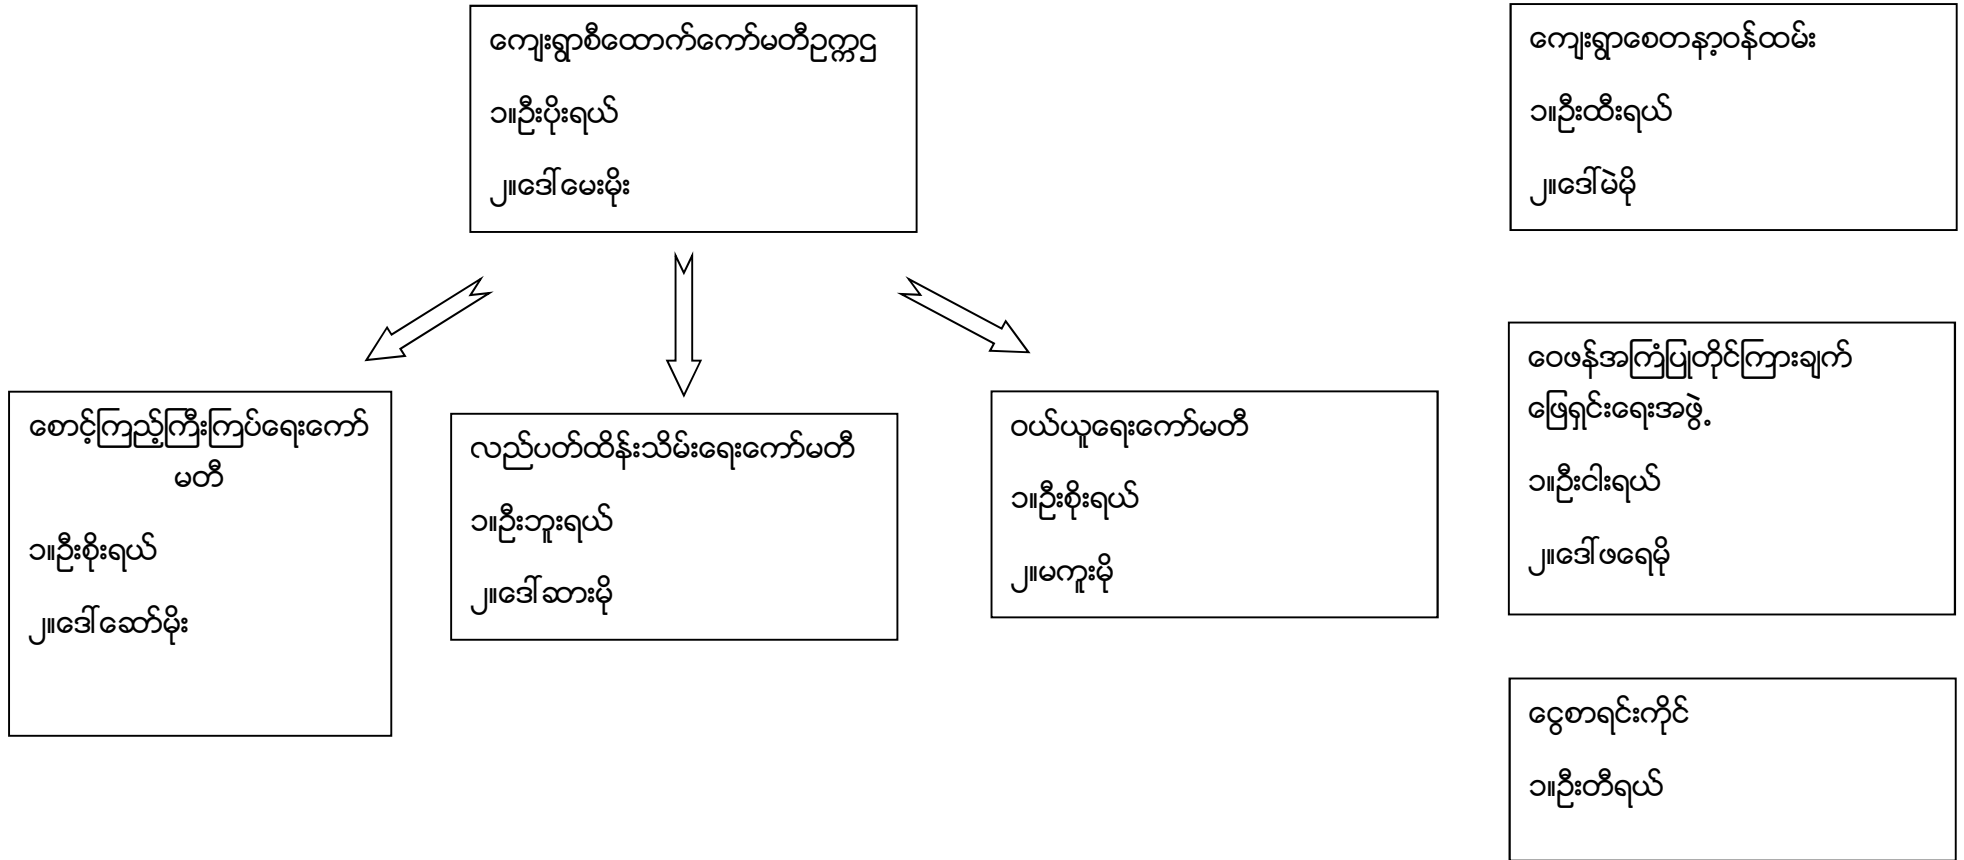 ကျေးရွာစီထောက်ကော်မတီဥက္ကဌ
၁။ဦးပိုးရယ်
၂။ဒေါ်မေးမိုး
ကျေးရွာစေတနာ့ဝန်ထမ်း
၁။ဦးထီးရယ်
၂။ဒေါ်မဲမို
စောင့်ကြည့်ကြီးကြပ်ရေးကော်
မတီ
၁။ဦးစိုးရယ်
၂။ဒေါ်ဆော်မိုး
လည်ပတ်ထိန်းသိမ်းရေးကော်မတီ
၁။ဦးဘူးရယ်
၂။ဒေါ်ဆားမို
ဝယ်ယူရေးကော်မတီ
၁။ဦးစိုးရယ်
၂။မကူးမို
ဝေဖန်အကြံပြုတိုင်ကြားချက်
ဖြေရှင်းရေးအဖွဲ့
၁။ဦးငါးရယ်
၂။ဒေါ်ဖရေမို
ငွေစာရင်းကိုင်
၁။ဦးတီရယ်